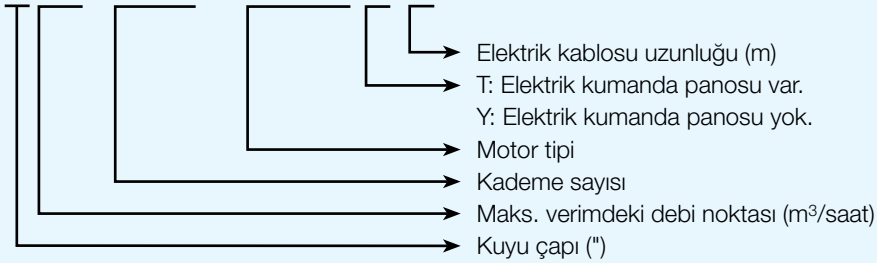 Elektrik kablosu uzunluğu (m)
T: Elektrik kumanda panosu var.
Y: Elektrik kumanda panosu yok.
Motor tipi
Kademe sayısı
Maks. verimdeki debi noktası (m³/saat)
Kuyu çapı (")